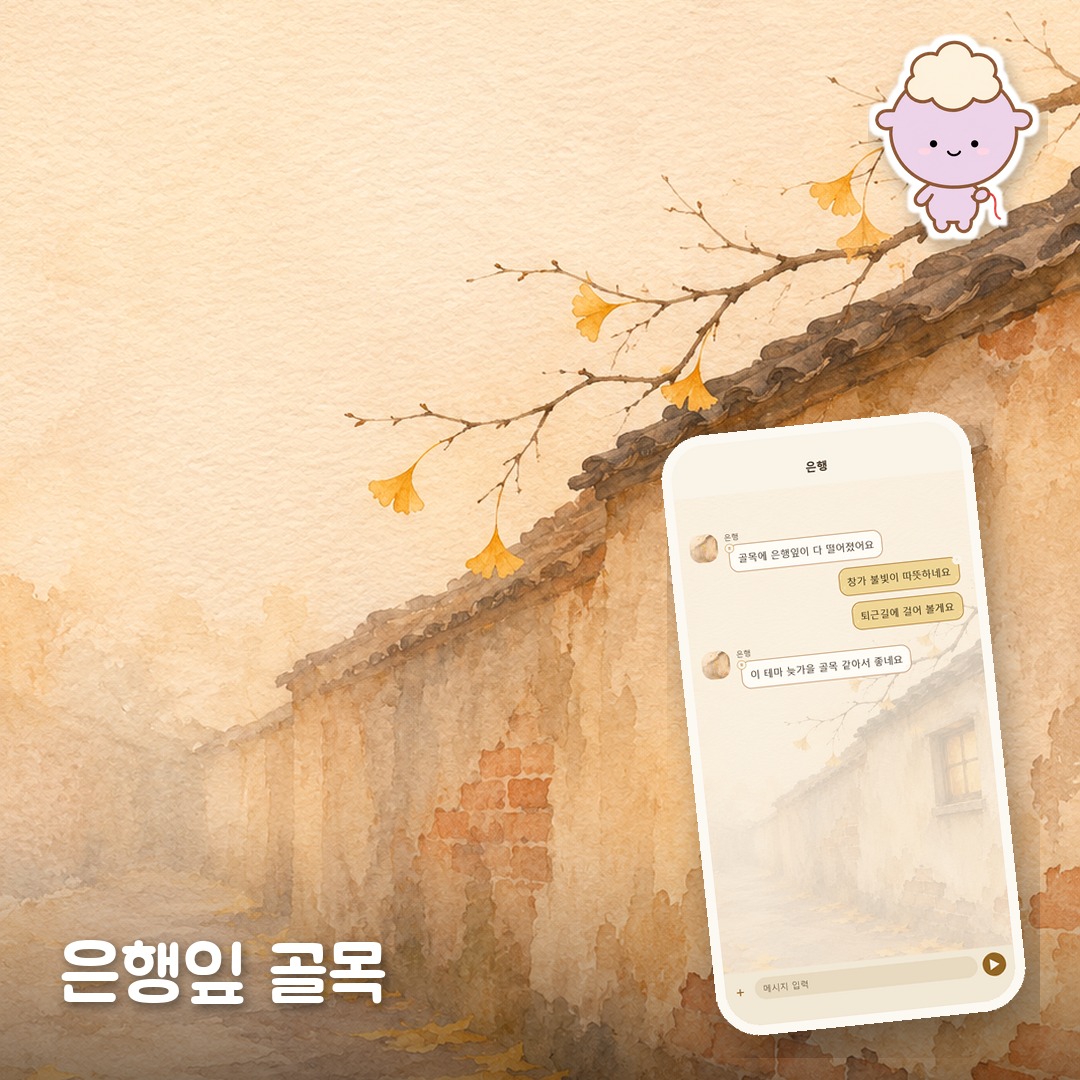 은행
은행
골목에 은행잎이 다 떨어졌어요
창가 불빛이 따뜻하네요
퇴근길에 걸어 볼게요
은행
이 테마 늦가을 골목 같아서 좋네요
+ 메시지 입력
은행잎 골목